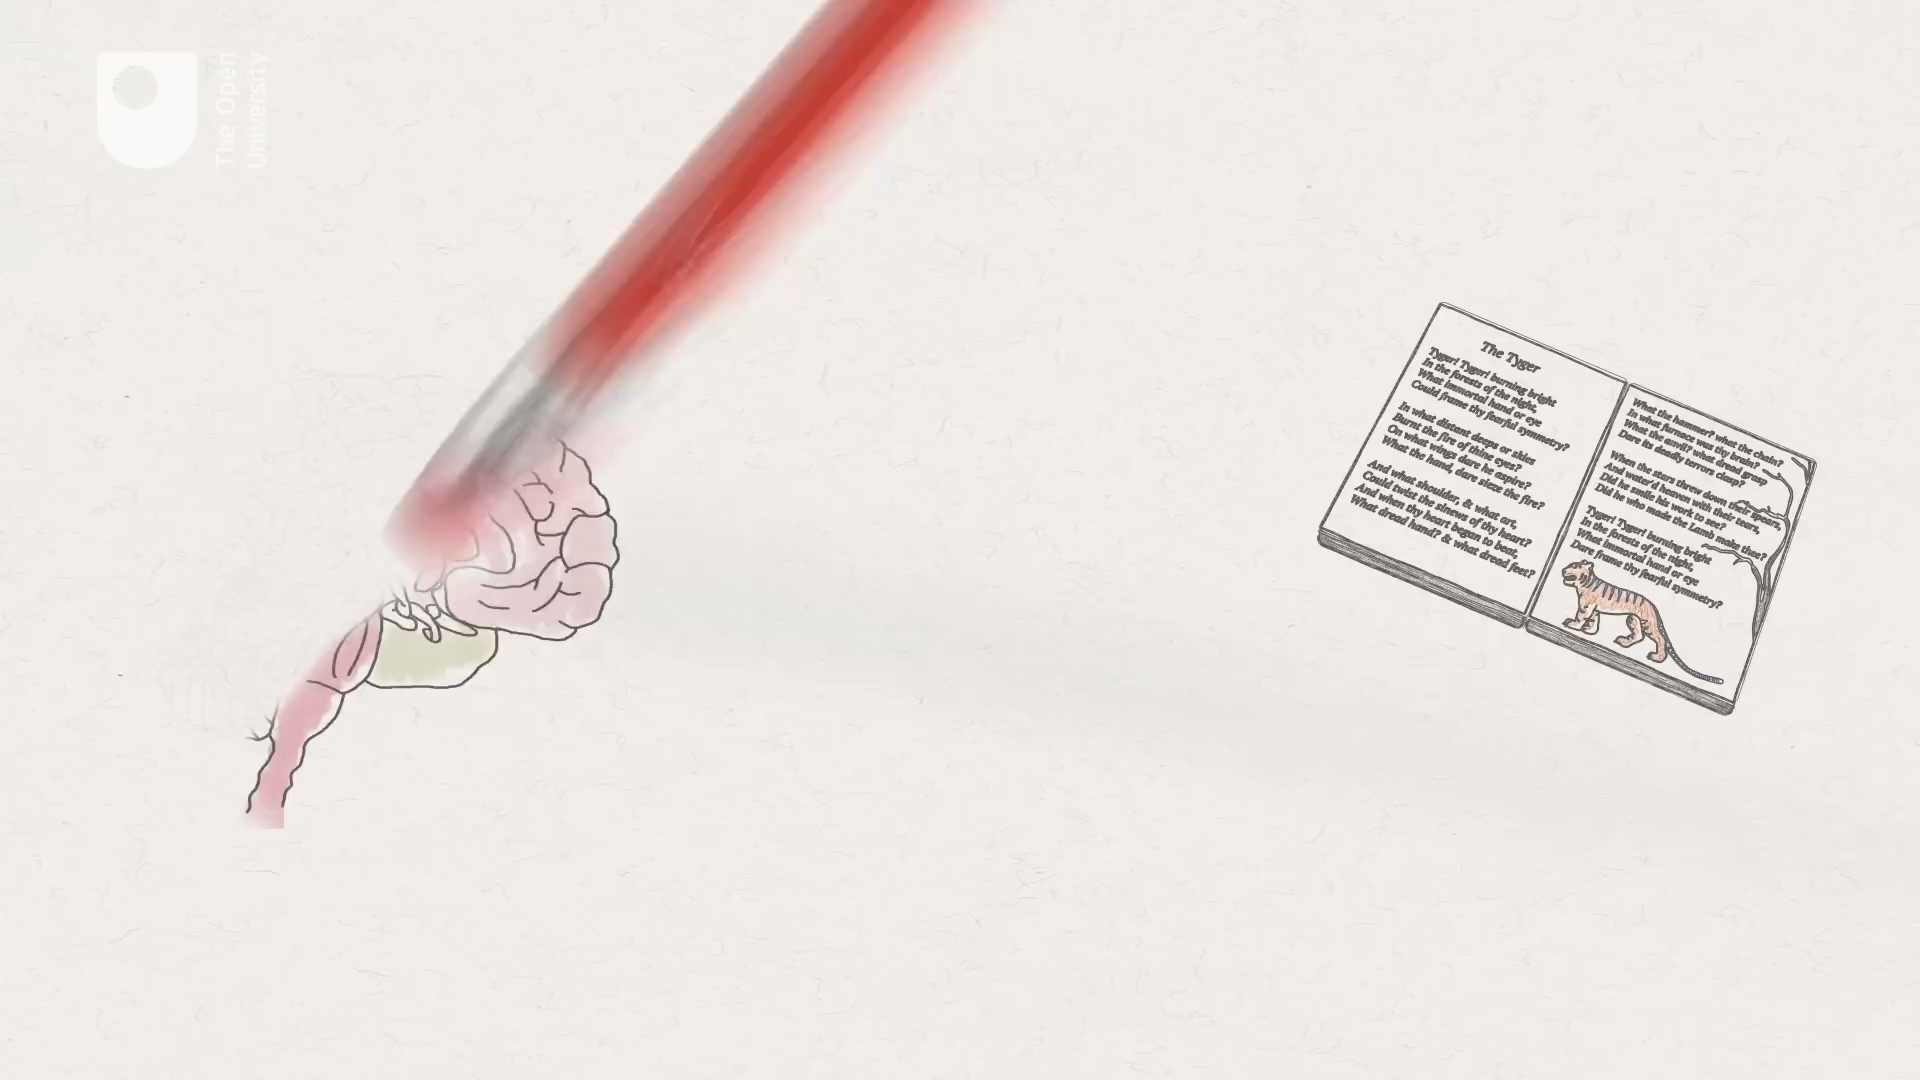 The Open
University
The Tyger
Tyger! Tyger! burning bright
In the forests of the night,
What immortal hand or eye
Could frame thy fearful symmetry?
In what distant deeps or skies
Burnt the fire of thine eyes?
On what wings dare he aspire?
What the hand, dare sieze the fire?
And what shoulder, & what art,
Could twist the sinews of thy heart?
And when thy heart began to beat,
What dread hand? & what dread feet?
What the hammer? what the chain?
In what furnace was thy brain?
What the anvil? what dread grasp
Dare its deadly terrors clasp?
When the stars threw down their spears,
And water'd heaven with their tears,
Did he smile his work to see?
Did he who made the Lamb make thee?
Tyger! Tyger! burning bright
In the forests of the night,
What immortal hand or eye
Dare frame thy fearful symmetry?